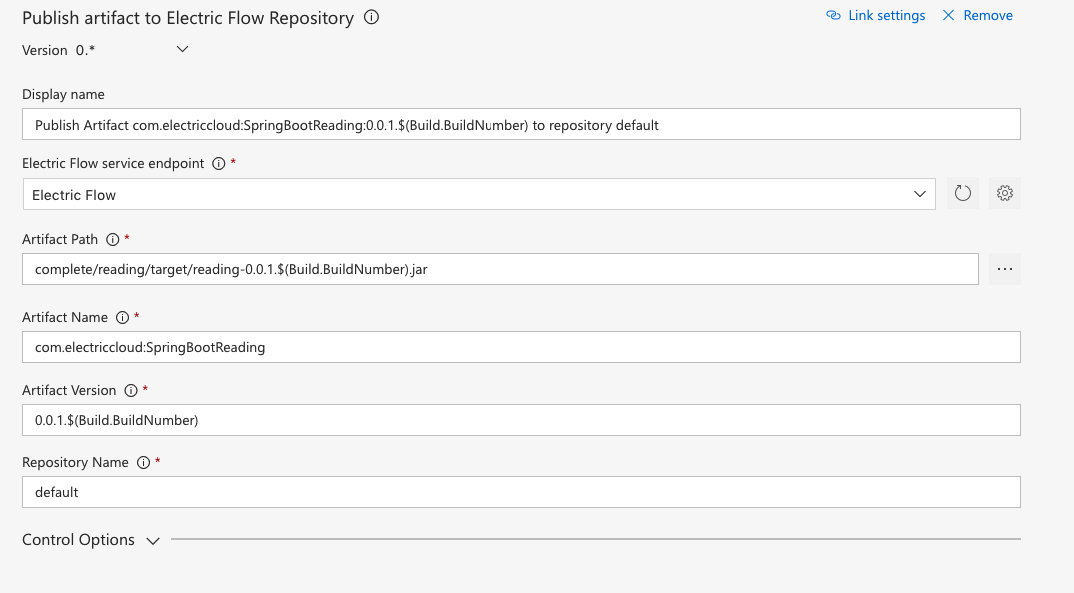 Publish artifact to Electric Flow Repository
Link settings
Remove
Version 0.*
Display name
Publish Artifact com.electriccloud:SpringBootReading:0.0.1.$(Build.BuildNumber) to repository default
Electric Flow service endpoint *
Electric Flow
Artifact Path *
complete/reading/target/reading-0.0.1.$(Build.BuildNumber).jar
...
Artifact Name *
com.electriccloud:SpringBootReading
Artifact Version *
0.0.1.$(Build.BuildNumber)
Repository Name *
default
Control Options